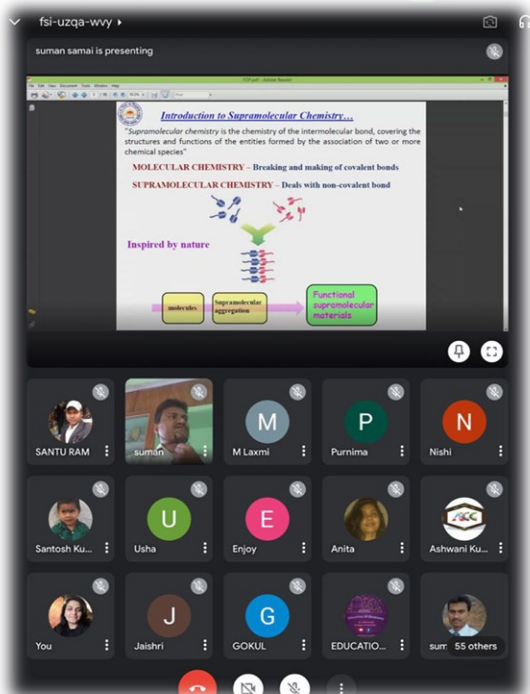 fsi-uzqa-wvy
suman samai is presenting
Introduction to Supramolecular Chemistry…
"Supramolecular chemistry is the chemistry of the intermolecular bond, covering the
structures and functions of the entities formed by the association of two or more
chemical species"
MOLECULAR CHEMISTRY – Breaking and making of covalent bonds
SUPRAMOLECULAR CHEMISTRY – Deals with non-covalent bond
Inspired by nature
molecules
Supramolecular
aggregation
Functional
supramolecular
materials
SANTU RAM
suman
M
M Laxmi
P
Purnima
N
Nishi
Santosh Ku...
U
Usha
E
Enjoy
Anita
Ashwani Ku...
You
J
Jaishri
G
GOKUL
EDUCATIO...
sum
55 others